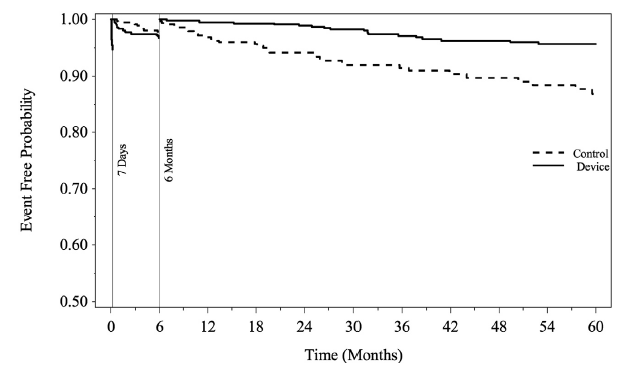 1.00
0.90
0.80
0.70
0.60
0.50
Event Free Probability
7 Days
6 Months
Control
Device
0 6 12 18 24 30 36 42 48 54 60
Time (Months)